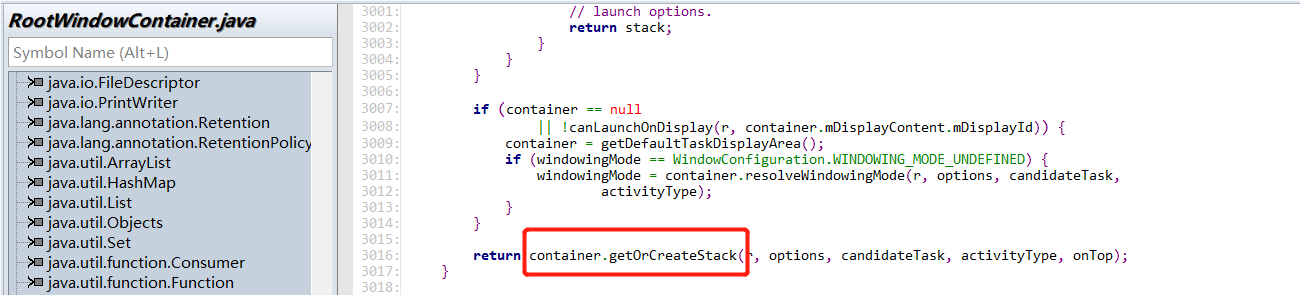 RootWindowContainer.java
Symbol Name (Alt+L)
java.io.FileDescriptor
java.io.PrintWriter
java.lang.annotation.Retention
java.lang.annotation.RetentionPolicy
java.util.ArrayList
java.util.HashMap
java.util.List
java.util.Objects
java.util.Set
java.util.function.Consumer
java.util.function.Function
3001: // launch options.
3002: return stack;
3003: }
3004: }
3005: }
3006:
3007: if (container == null
3008: || !canLaunchOnDisplay(r, container.mDisplayContent.mDisplayId)) {
3009: container = getDefaultTaskDisplayArea();
3010: if (windowingMode == WindowConfiguration.WINDOWING_MODE_UNDEFINED) {
3011: windowingMode = container.resolveWindowingMode(r, options, candidateTask,
3012: activityType);
3013: }
3014: }
3015:
3016: return container.getOrCreateStack(r, options, candidateTask, activityType, onTop);
3017: }
3018: